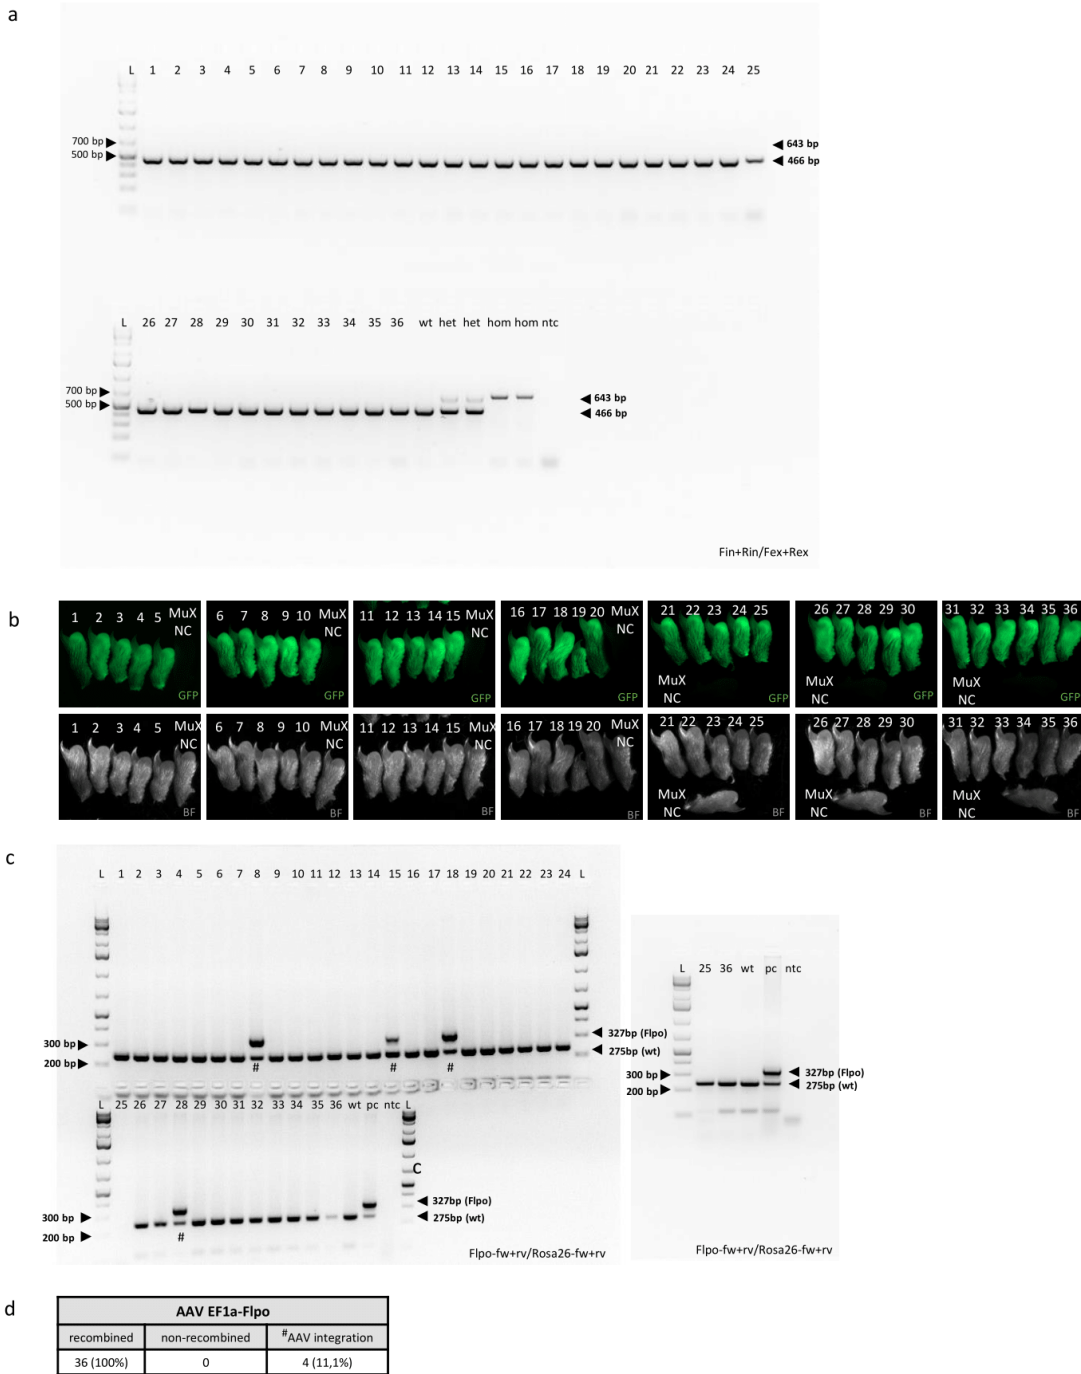 a
L 1 2 3 4 5 6 7 8 9 10 11 12 13 14 15 16 17 18 19 20 21 22 23 24 25
700 bp
643 bp
500 bp
466 bp
L 26 27 28 29 30 31 32 33 34 35 36 wt het het hom hom ntc
700 bp
643 bp
500 bp
466 bp
Fin+Rin/Fex+Rex
b
1 2 3 4 5 MuX NC GFP
6 7 8 9 10 MuX NC GFP
11 12 13 14 15 MuX NC GFP
16 17 18 19 20 MuX NC GFP
21 22 23 24 25 MuX NC GFP
26 27 28 29 30 MuX NC GFP
31 32 33 34 35 36 MuX NC GFP
1 2 3 4 5 MuX NC BF
6 7 8 9 10 MuX NC BF
11 12 13 14 15 MuX NC BF
16 17 18 19 20 MuX NC BF
21 22 23 24 25 MuX NC BF
26 27 28 29 30 MuX NC BF
31 32 33 34 35 36 MuX NC BF
c
L 1 2 3 4 5 6 7 8 9 10 11 12 13 14 15 16 17 18 19 20 21 22 23 24 L
327bp (Flpo)
300 bp
275bp (wt)
200 bp
# # #
25 26 27 28 29 30 31 32 33 34 35 36 wt pc ntc L
L
C
327bp (Flpo)
300 bp
275bp (wt)
200 bp
#
Flpo-fw+rv/Rosa26-fw+rv
L 25 36 wt pc ntc
327bp (Flpo)
300 bp
275bp (wt)
200 bp
Flpo-fw+rv/Rosa26-fw+rv
d
AAV EF1a-Flpo
recombined non-recombined #AAV integration
36 (100%) 0 4 (11,1%)